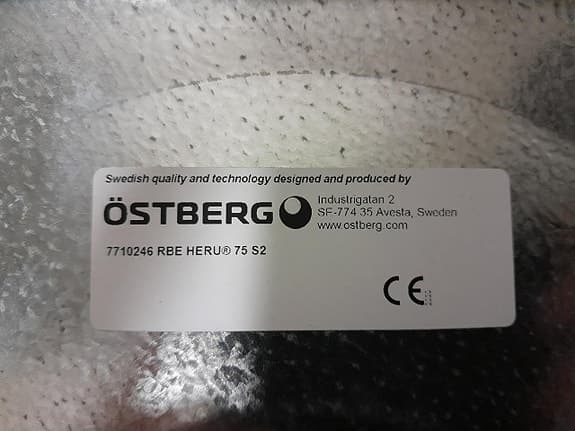 Swedish quality and technology designed and produced by
ÖSTBERG
Industrigatan 2
SE-774 35 Avesta, Sweden
www.ostberg.com
7710246 RBE HERU® 75 S2
CE